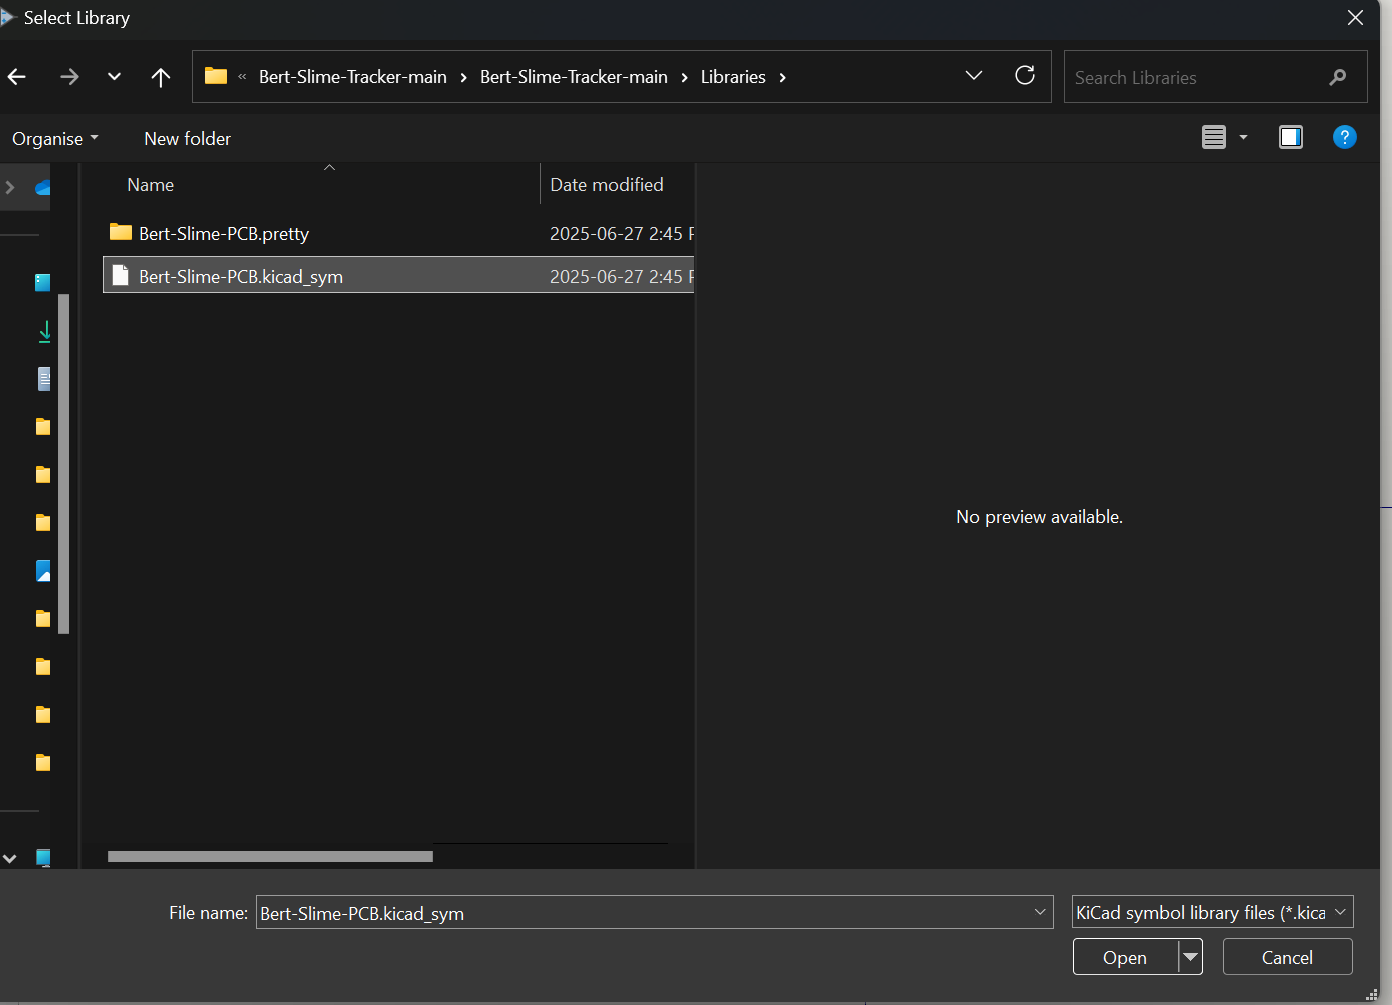 Select Library
« Bert-Slime-Tracker-main › Bert-Slime-Tracker-main › Libraries ›
Search Libraries
Organise
New folder
?
Name
Date modified
Bert-Slime-PCB.pretty
2025-06-27 2:45 P
Bert-Slime-PCB.kicad_sym
2025-06-27 2:45 P
No preview available.
File name:
Bert-Slime-PCB.kicad_sym
KiCad symbol library files (*.kica
Open
Cancel